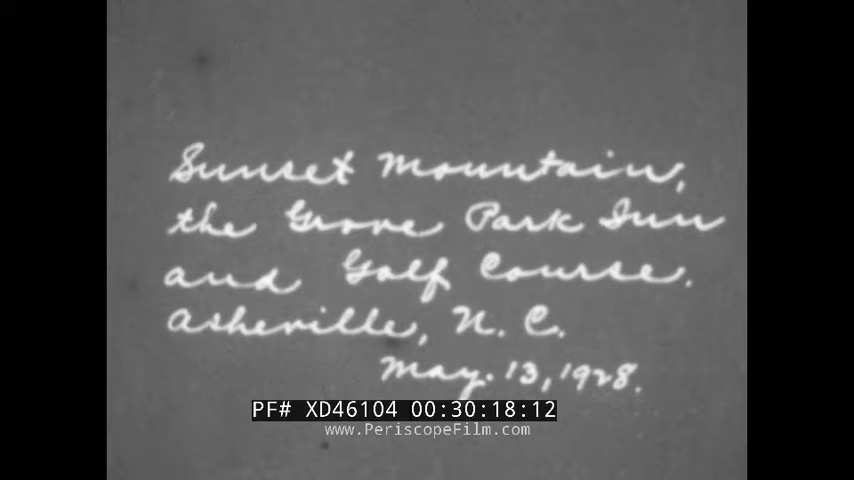 Sunset Mountain,
the Grove Park Inn
and Golf Course.
Asheville, N. C.
May. 13, 1928.
PF# XD46104 00:30:18:12
www.PeriscopeFilm.com